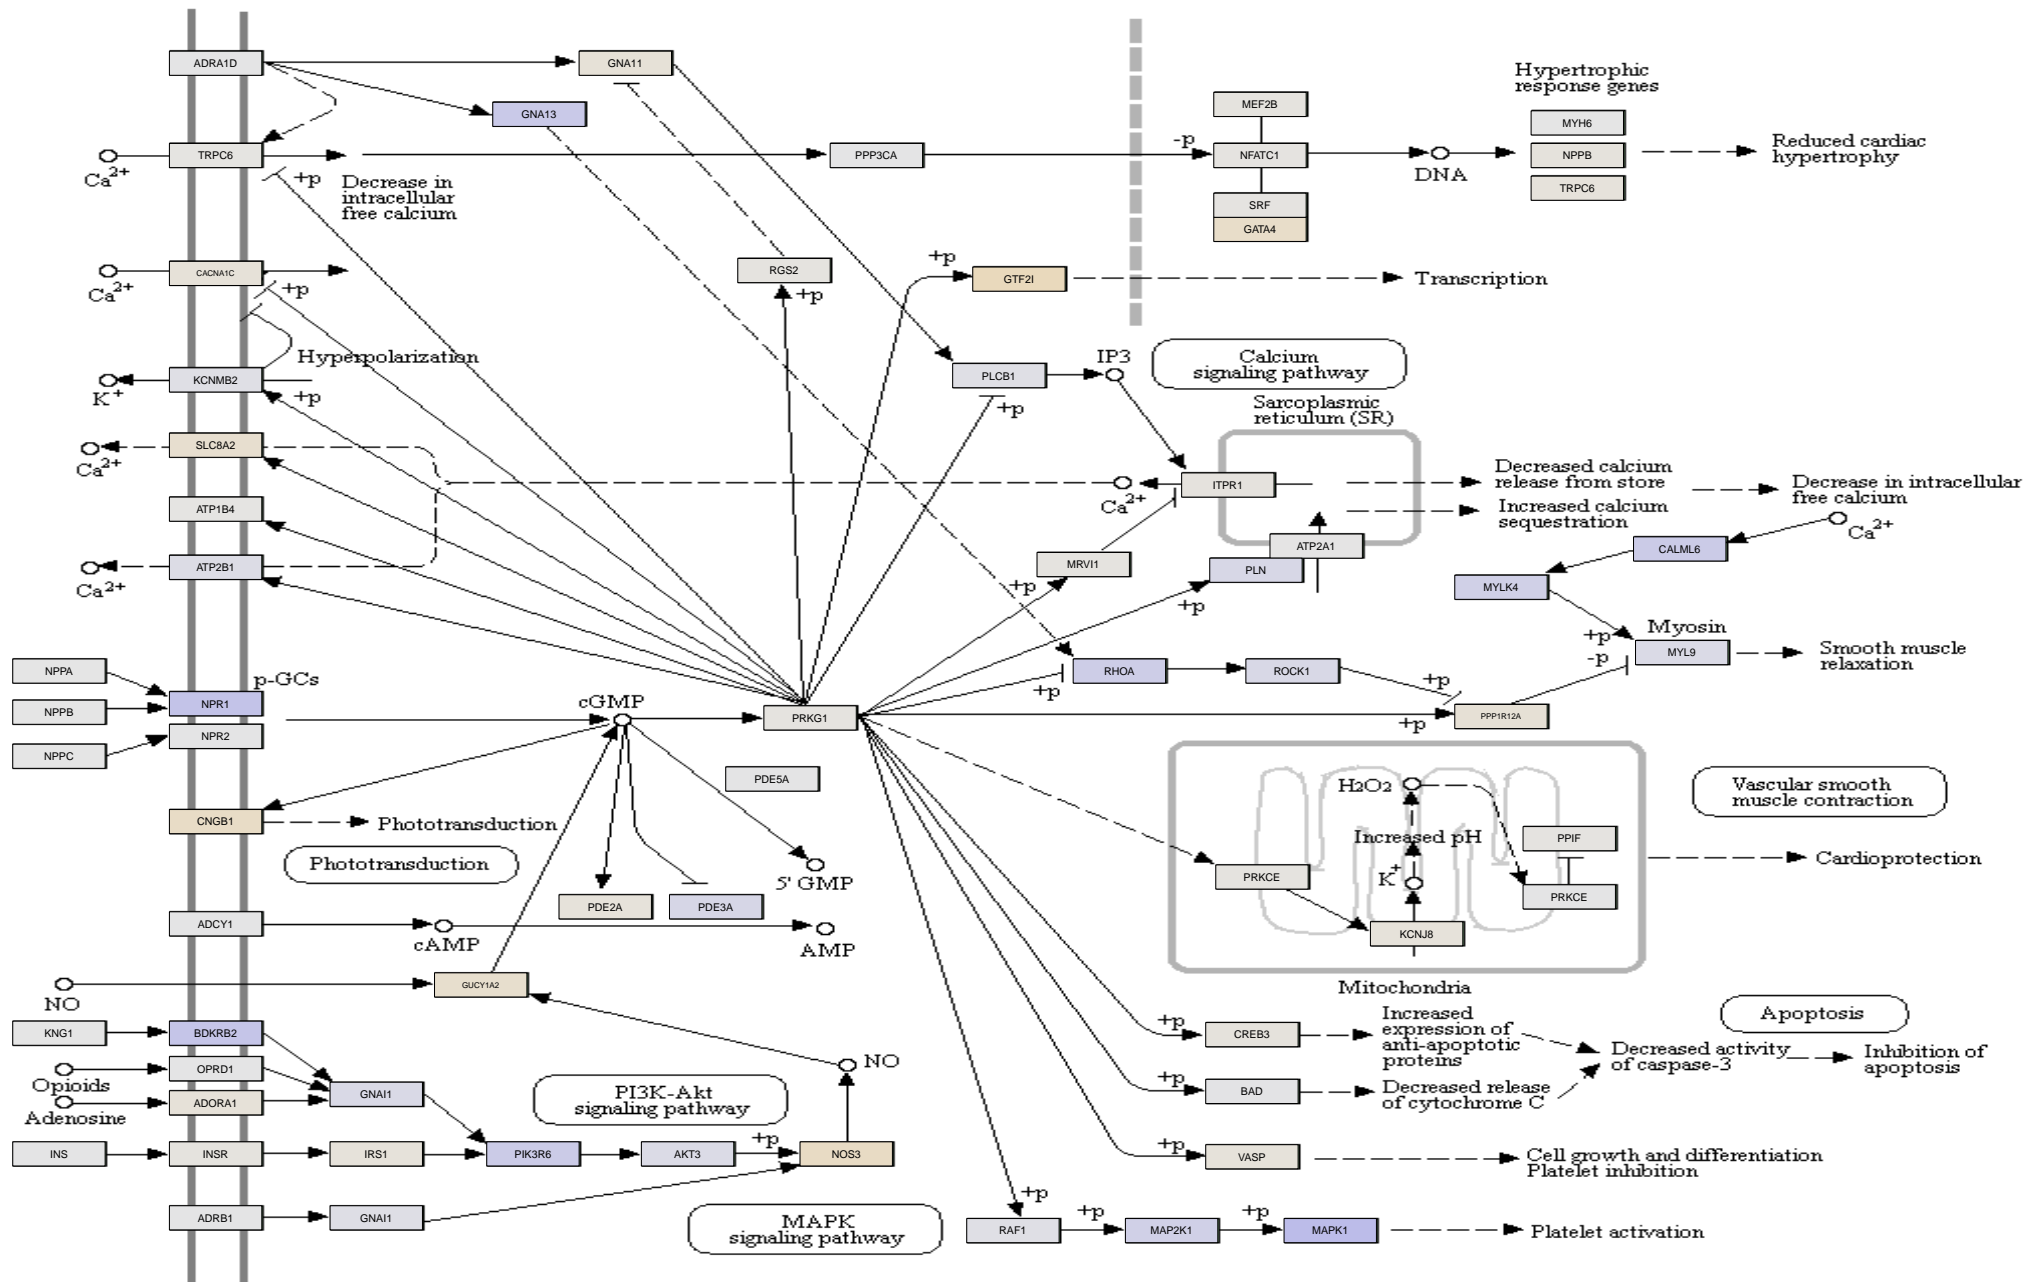 ADRA1D
GNA11
GNA13
Hypertrophic
response genes
MEF2B
MYH6
TRPC6
Ca2+
+p
Decrease in
intracellular
free calcium
PPP3CA
-p
NFATC1
DNA
NPPB
Reduced cardiac
hypertrophy
TRPC6
SRF
GATA4
CACNA1C
Ca2+
+p
RGS2
+p
+p
GTF2I
Transcription
Hyperpolarization
KCNMB2
K+
+p
PLCB1
+p
IP3
Calcium
signaling pathway
Sarcoplasmic
reticulum (SR)
SLC8A2
Ca2+
ATP1B4
ATP2B1
Ca2+
Ca2+
ITPR1
Decreased calcium
release from store
Increased calcium
sequestration
Decrease in intracellular
free calcium
Ca2+
ATP2A1
MRVI1
+p
PLN
+p
CALML6
MYLK4
+p
-p
Myosin
MYL9
Smooth muscle
relaxation
NPPA
NPPB
NPPC
p-GCs
NPR1
NPR2
cGMP
PRKG1
RHOA
+p
ROCK1
+p
+p
PPP1R12A
PDE5A
CNGB1
Phototransduction
Phototransduction
5' GMP
PDE2A
PDE3A
H2O2
Increased pH
K+
PPIF
PRKCE
PRKCE
KCNJ8
Mitochondria
Vascular smooth
muscle contraction
Cardioprotection
ADCY1
cAMP
AMP
NO
GUCY1A2
KNG1
BDKRB2
Opioids
OPRD1
Adenosine
ADORA1
GNAI1
NO
PI3K-Akt
signaling pathway
INS
INSR
IRS1
PIK3R6
AKT3
+p
NOS3
ADRB1
GNAI1
MAPK
signaling pathway
+p
CREB3
Increased
expression of
anti-apoptotic
proteins
Apoptosis
+p
BAD
Decreased release
of cytochrome C
Decreased activity
of caspase-3
Inhibition of
apoptosis
+p
VASP
Cell growth and differentiation
Platelet inhibition
+p
RAF1
+p
MAP2K1
+p
MAPK1
Platelet activation